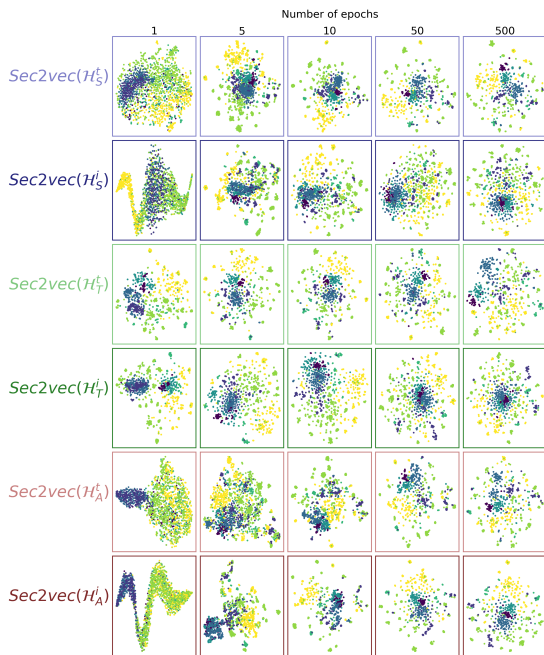 Number of epochs
1 5 10 50 500
Sec2vec(ℋ_S^t)
Sec2vec(ℋ_S^i)
Sec2vec(ℋ_T^t)
Sec2vec(ℋ_T^i)
Sec2vec(ℋ_A^t)
Sec2vec(ℋ_A^i)